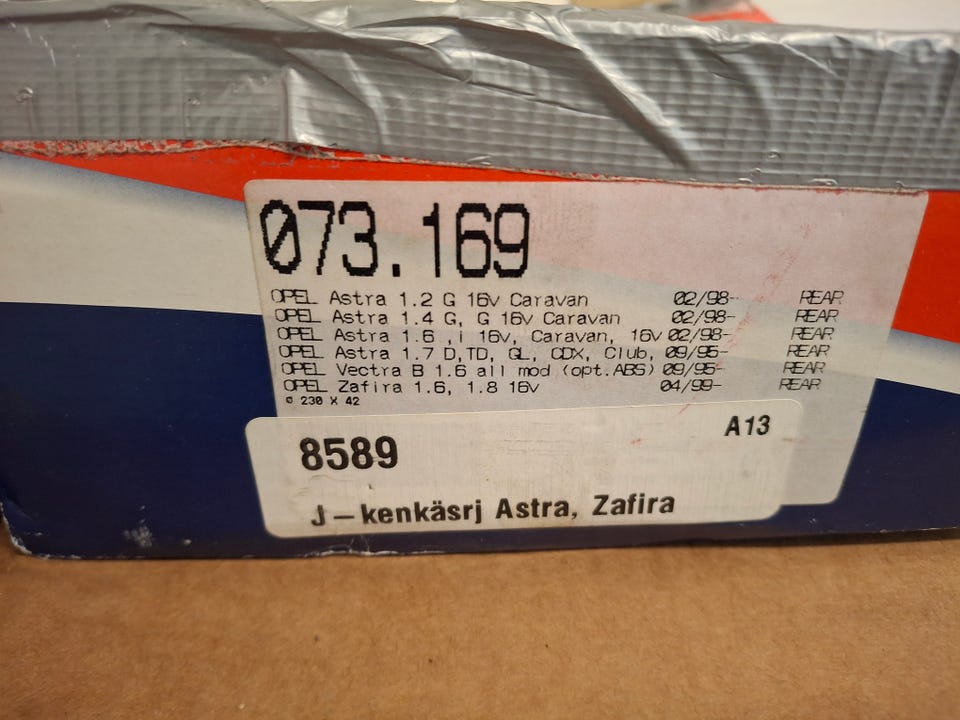 073.169
OPEL Astra 1.2 G 16v Caravan 02/98- REAR
OPEL Astra 1.4 G, G 16v Caravan 02/98- REAR
OPEL Astra 1.6 ,i 16v, Caravan, 16v 02/98- REAR
OPEL Astra 1.7 D,TD, GL, CDX, Club, 09/95- REAR
OPEL Vectra B 1.6 all mod (opt.ABS) 09/95- REAR
OPEL Zafira 1.6, 1.8 16v 04/99- REAR
ø 230 X 42
A13
8589
J-kenkäsrj Astra, Zafira